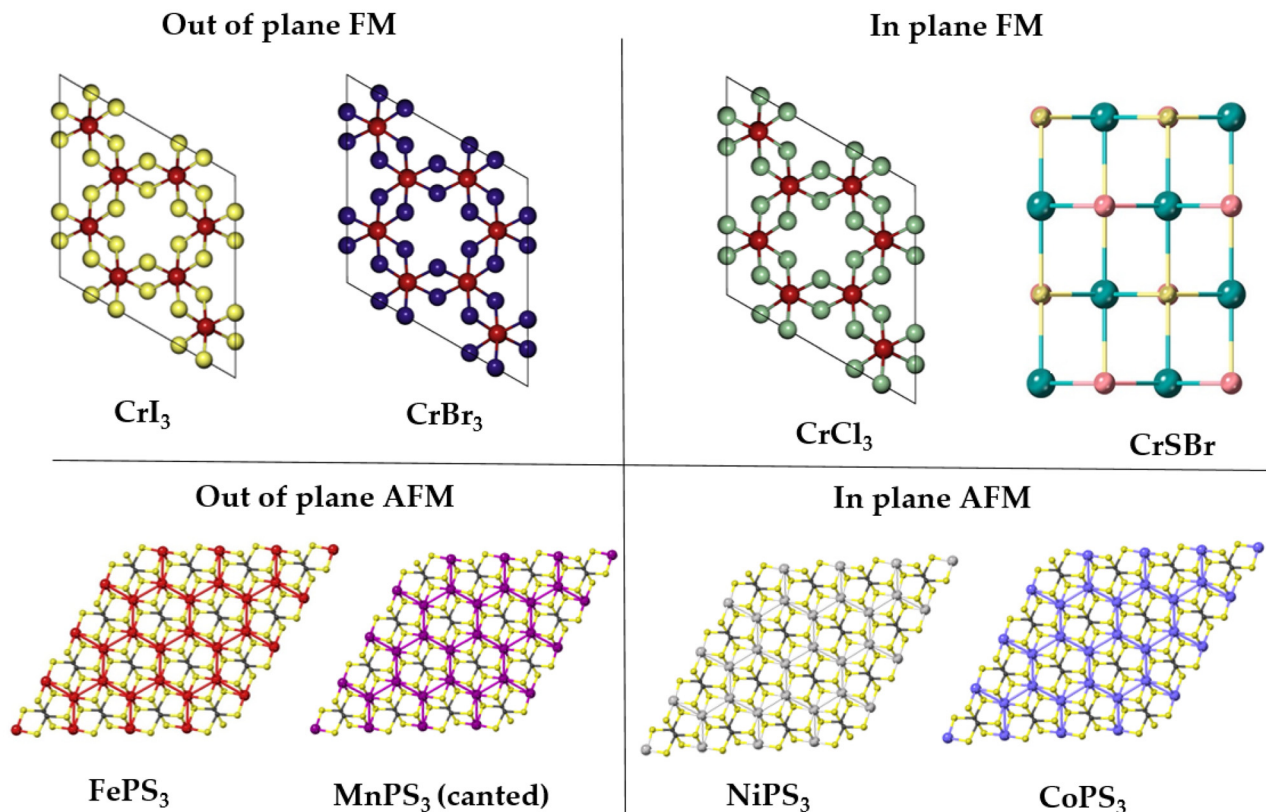 Out of plane FM
In plane FM
CrI₃
CrBr₃
CrCl₃
CrSBr
Out of plane AFM
In plane AFM
FePS₃
MnPS₃ (canted)
NiPS₃
CoPS₃